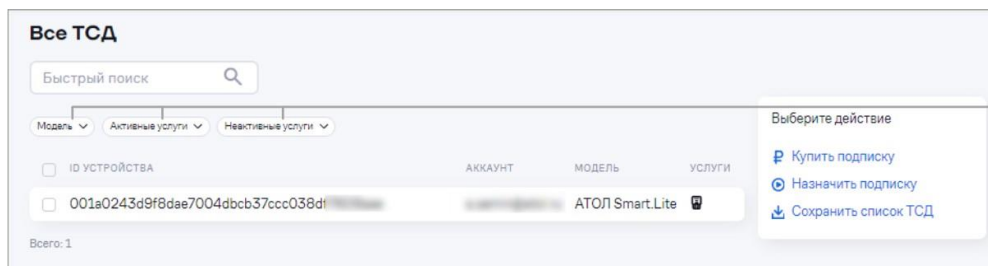 Все ТСД
Быстрый поиск
Модель Активные услуги Неактивные услуги
Выберите действие
Купить подписку
Назначить подписку
Сохранить список ТСД
ID УСТРОЙСТВА АККАУНТ МОДЕЛЬ УСЛУГИ
001a0243d9f8dae7004dbcb37ccc038df АТОЛ Smart.Lite
Всего: 1